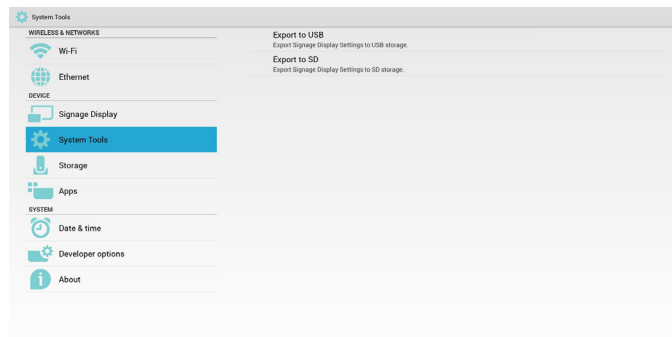 System Tools
WIRELESS & NETWORKS
Wi-Fi
Ethernet
DEVICE
Signage Display
System Tools
Storage
Apps
SYSTEM
Date & time
Developer options
About
Export to USB
Export Signage Display Settings to USB storage.
Export to SD
Export Signage Display Settings to SD storage.